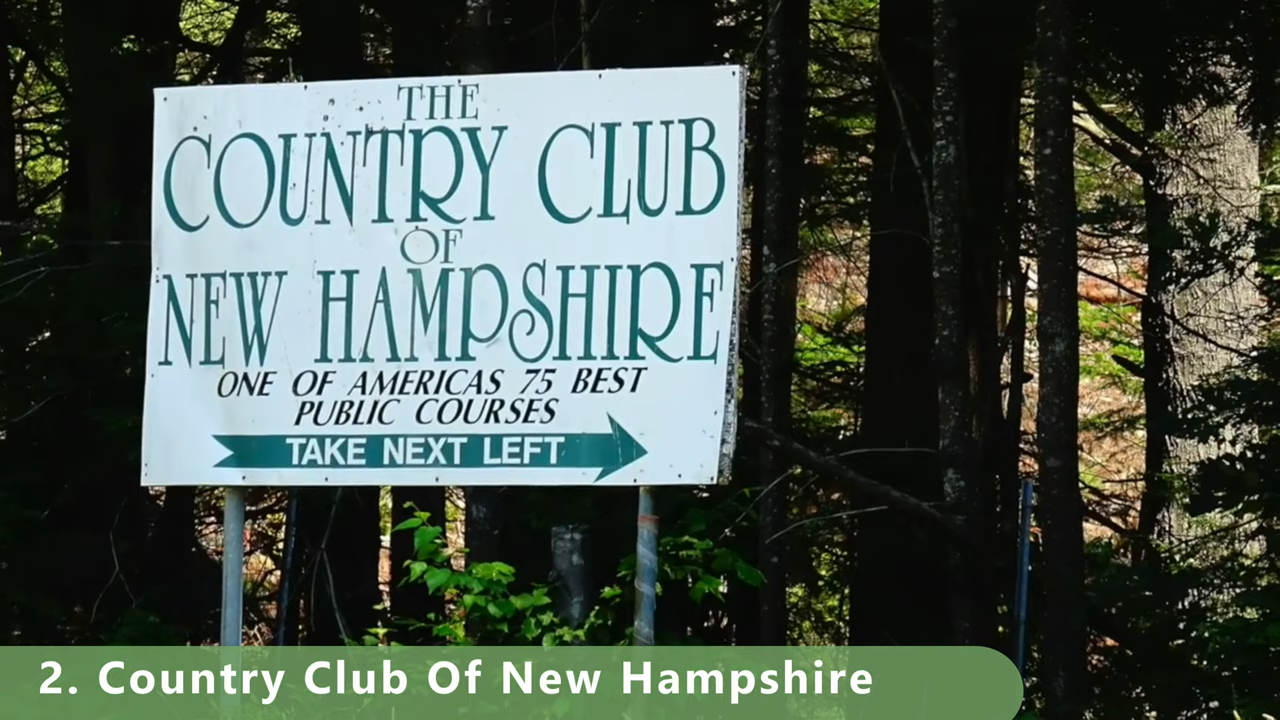 THE
COUNTRY CLUB
OF
NEW HAMPSHIRE
ONE OF AMERICAS 75 BEST
PUBLIC COURSES
TAKE NEXT LEFT
2. Country Club Of New Hampshire